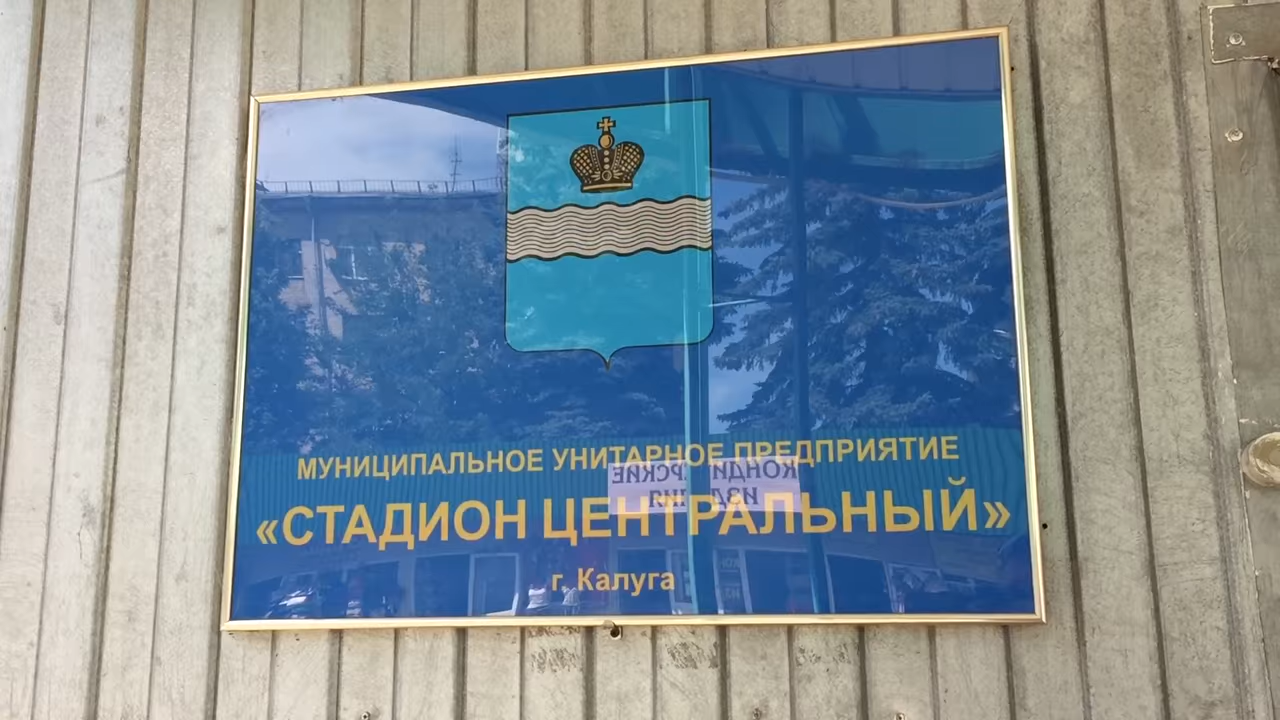 МУНИЦИПАЛЬНОЕ УНИТАРНОЕ ПРЕДПРИЯТИЕ
«СТАДИОН ЦЕНТРАЛЬНЫЙ»
г. Калуга